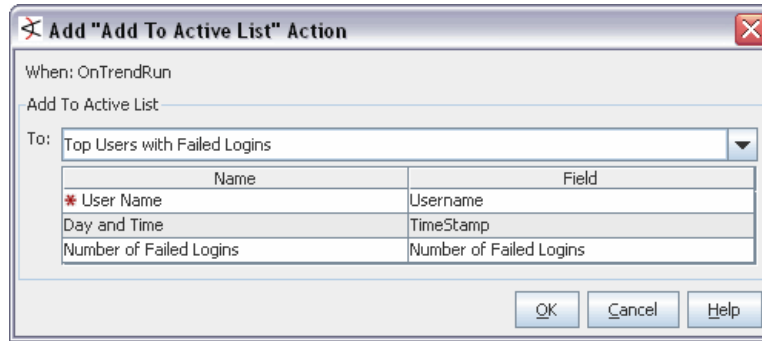 Add "Add To Active List" Action
When: OnTrendRun
Add To Active List
To: Top Users with Failed Logins
Name Field
* User Name Username
Day and Time TimeStamp
Number of Failed Logins Number of Failed Logins
OK Cancel Help